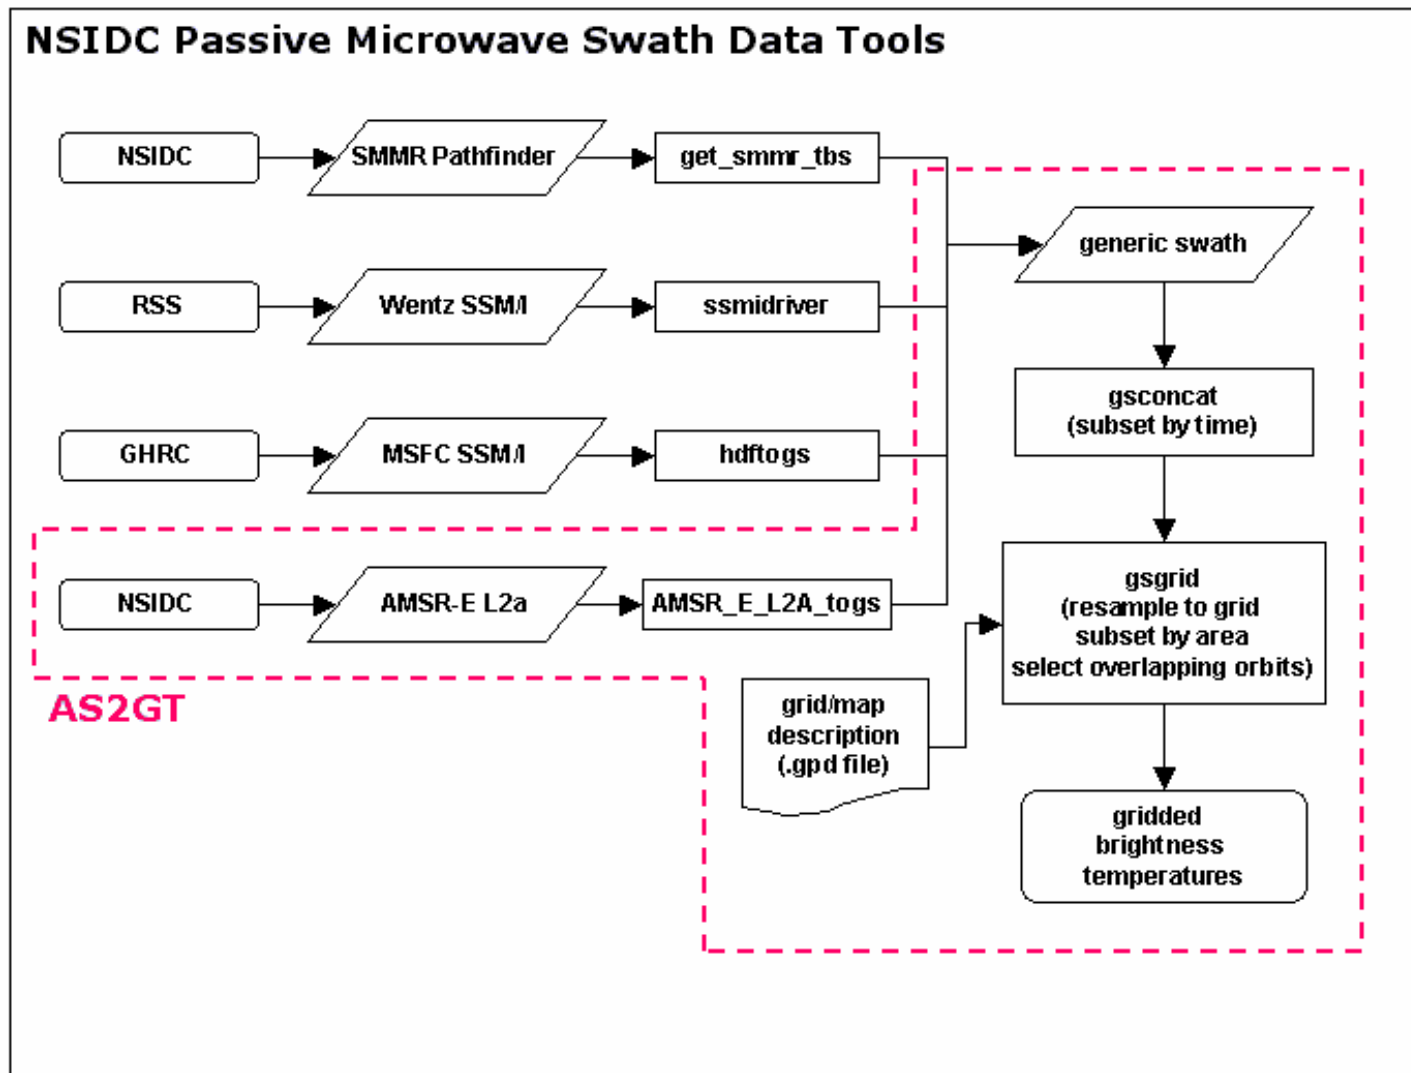 NSIDC Passive Microwave Swath Data Tools
NSIDC
SMMR Pathfinder
get_smmr_tbs
generic swath
RSS
Wentz SSM/I
ssmidriver
gsconcat
(subset by time)
GHRC
MSFC SSM/I
hdftogs
NSIDC
AMSR-E L2a
AMSR_E_L2A_togs
gsgrid
(resample to grid
subset by area
select overlapping orbits)
AS2GT
grid/map
description
(.gpd file)
gridded
brightness
temperatures